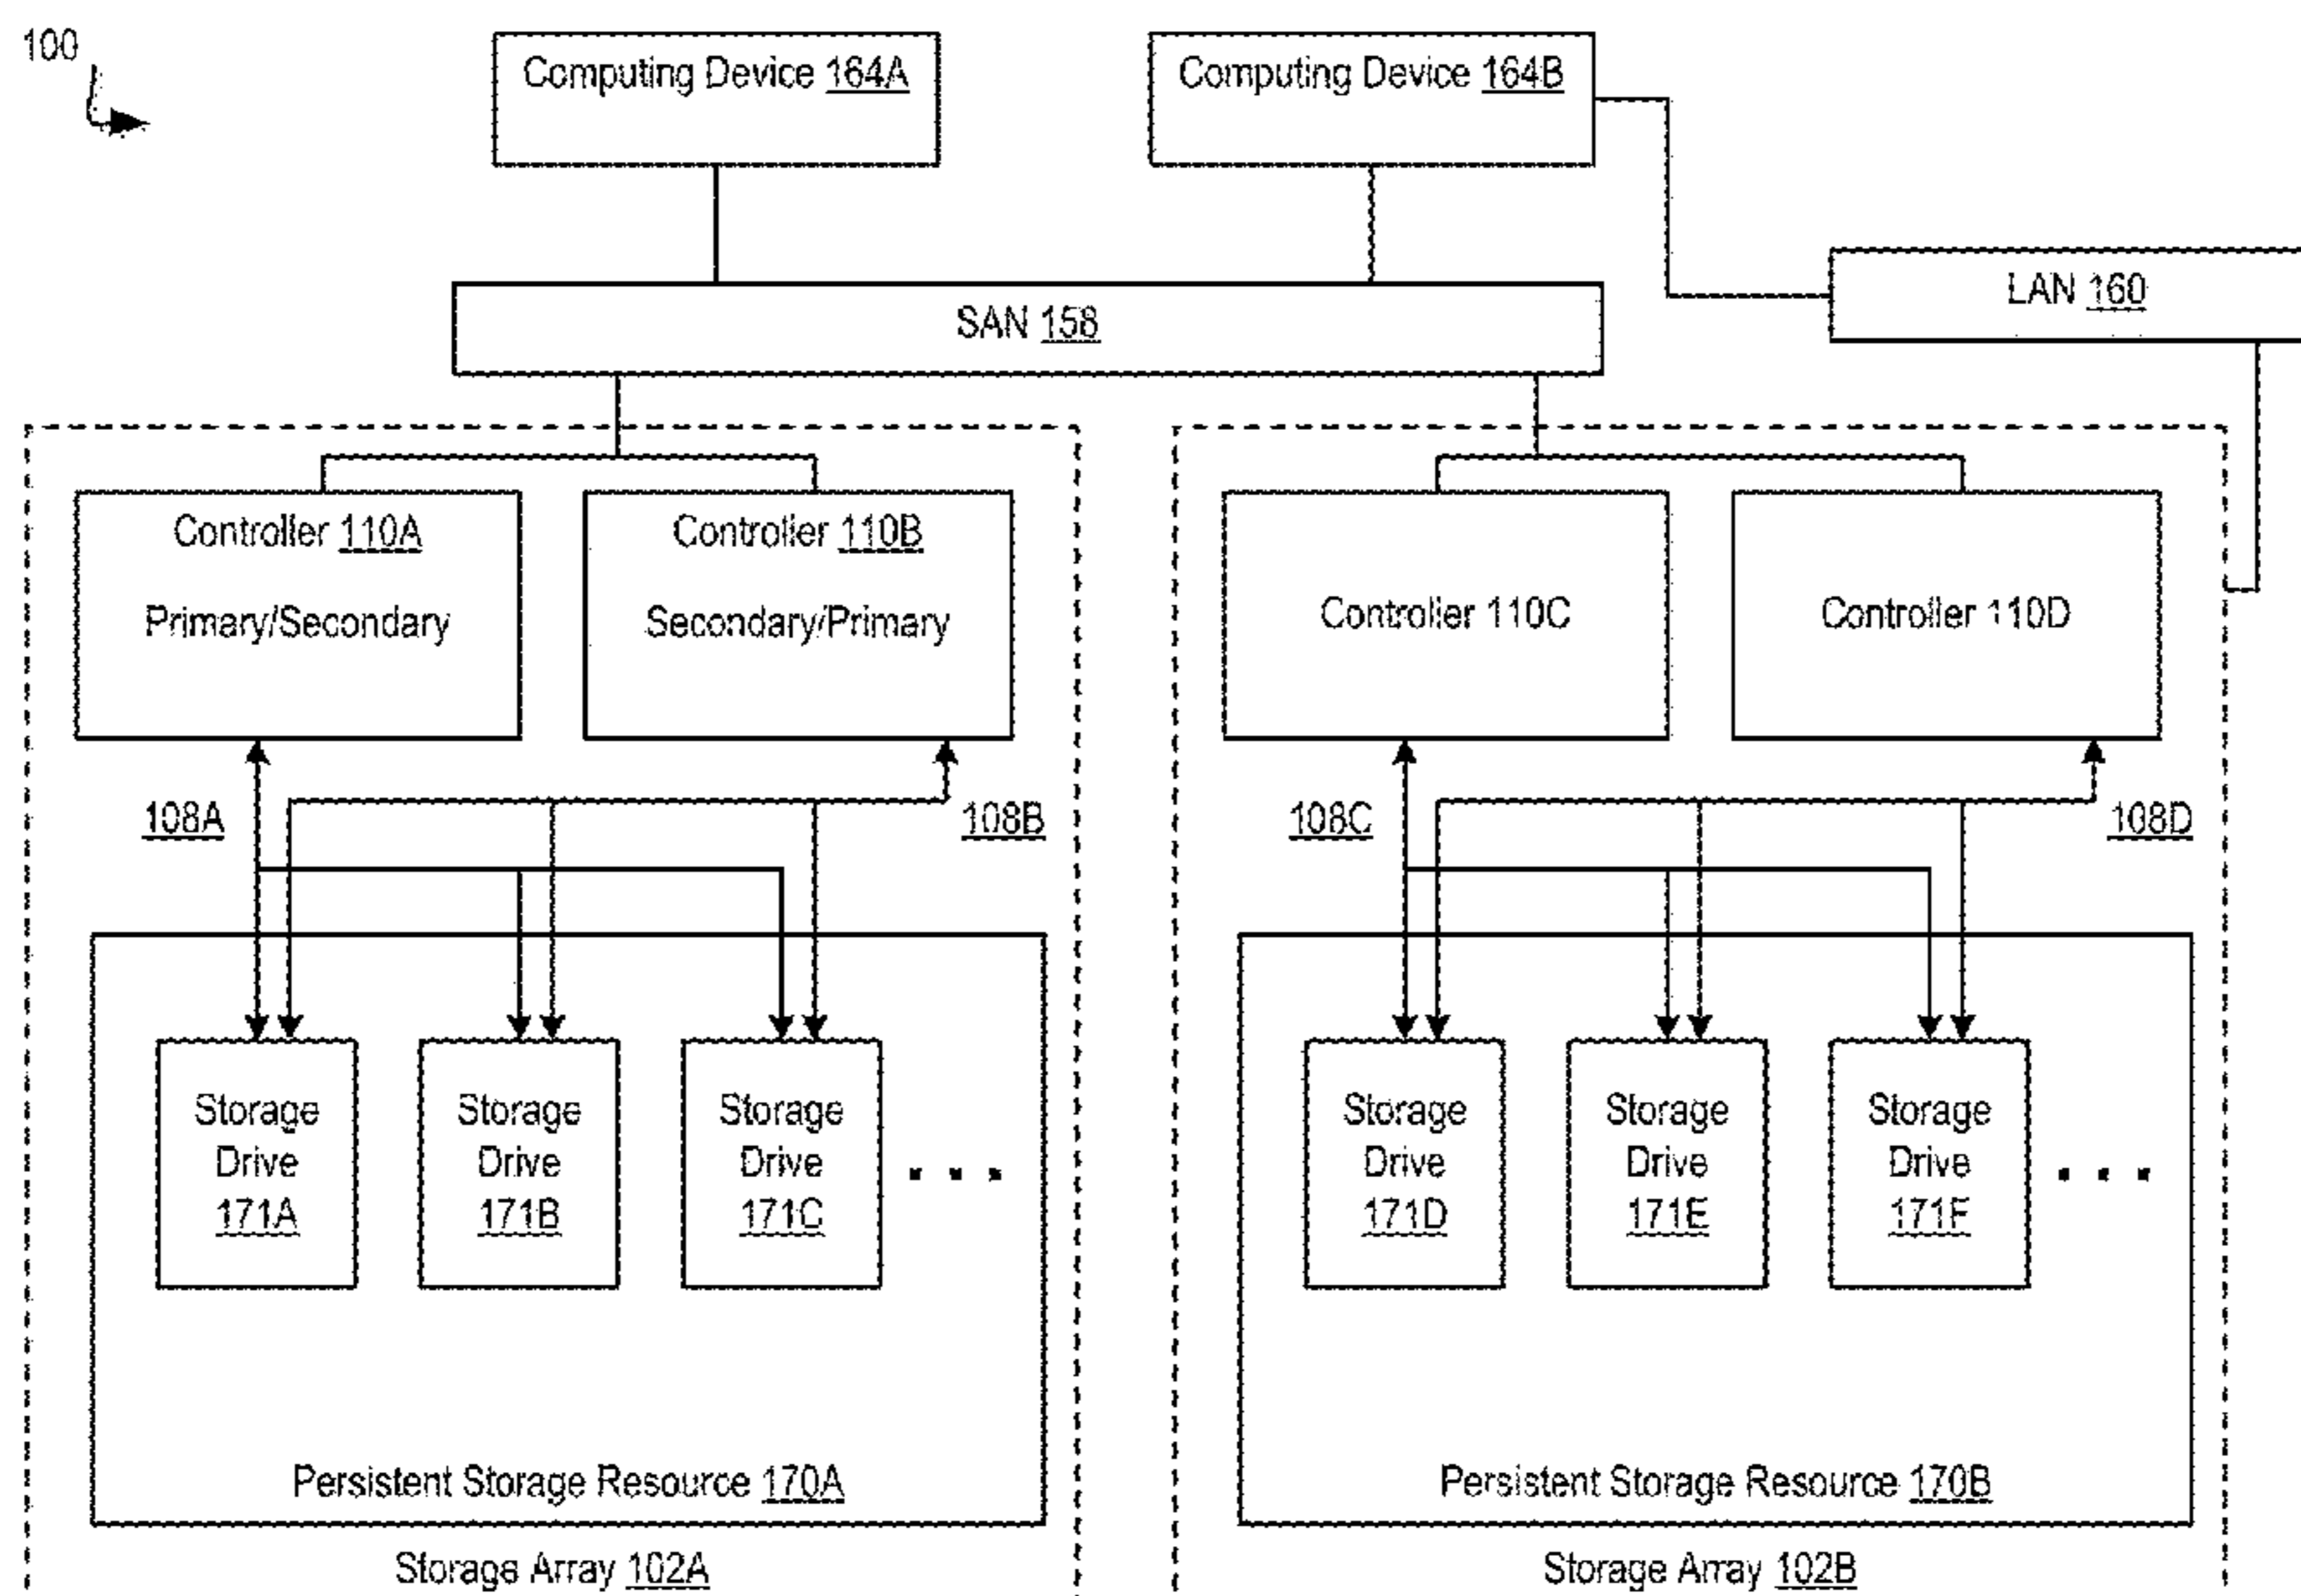 100
Computing Device 164A
Computing Device 164B
LAN 160
SAN 158
Controller 110A
Primary/Secondary
Controller 110B
Secondary/Primary
Controller 110C
Controller 110D
108A
108B
108C
108D
Storage
Drive
171A
Storage
Drive
171B
Storage
Drive
171C
...
Storage
Drive
171D
Storage
Drive
171E
Storage
Drive
171F
...
Persistent Storage Resource 170A
Persistent Storage Resource 170B
Storage Array 102A
Storage Array 102B